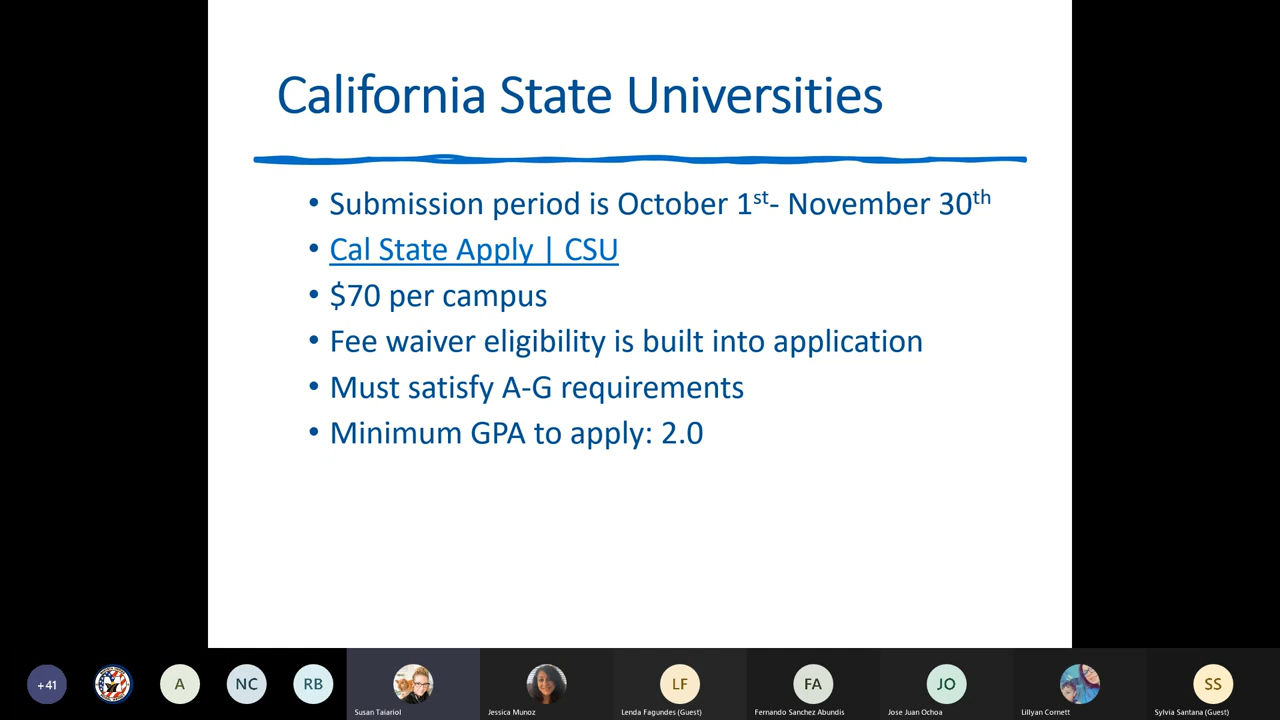 California State Universities
• Submission period is October 1st- November 30th
• Cal State Apply | CSU
• $70 per campus
• Fee waiver eligibility is built into application
• Must satisfy A-G requirements
• Minimum GPA to apply: 2.0
+41
A
NC
RB
LF
FA
JO
SS
Susan Taiariol
Jessica Munoz
Lenda Fagundes (Guest)
Fernando Sanchez Abundis
Jose Juan Ochoa
Lillyan Cornett
Sylvia Santana (Guest)